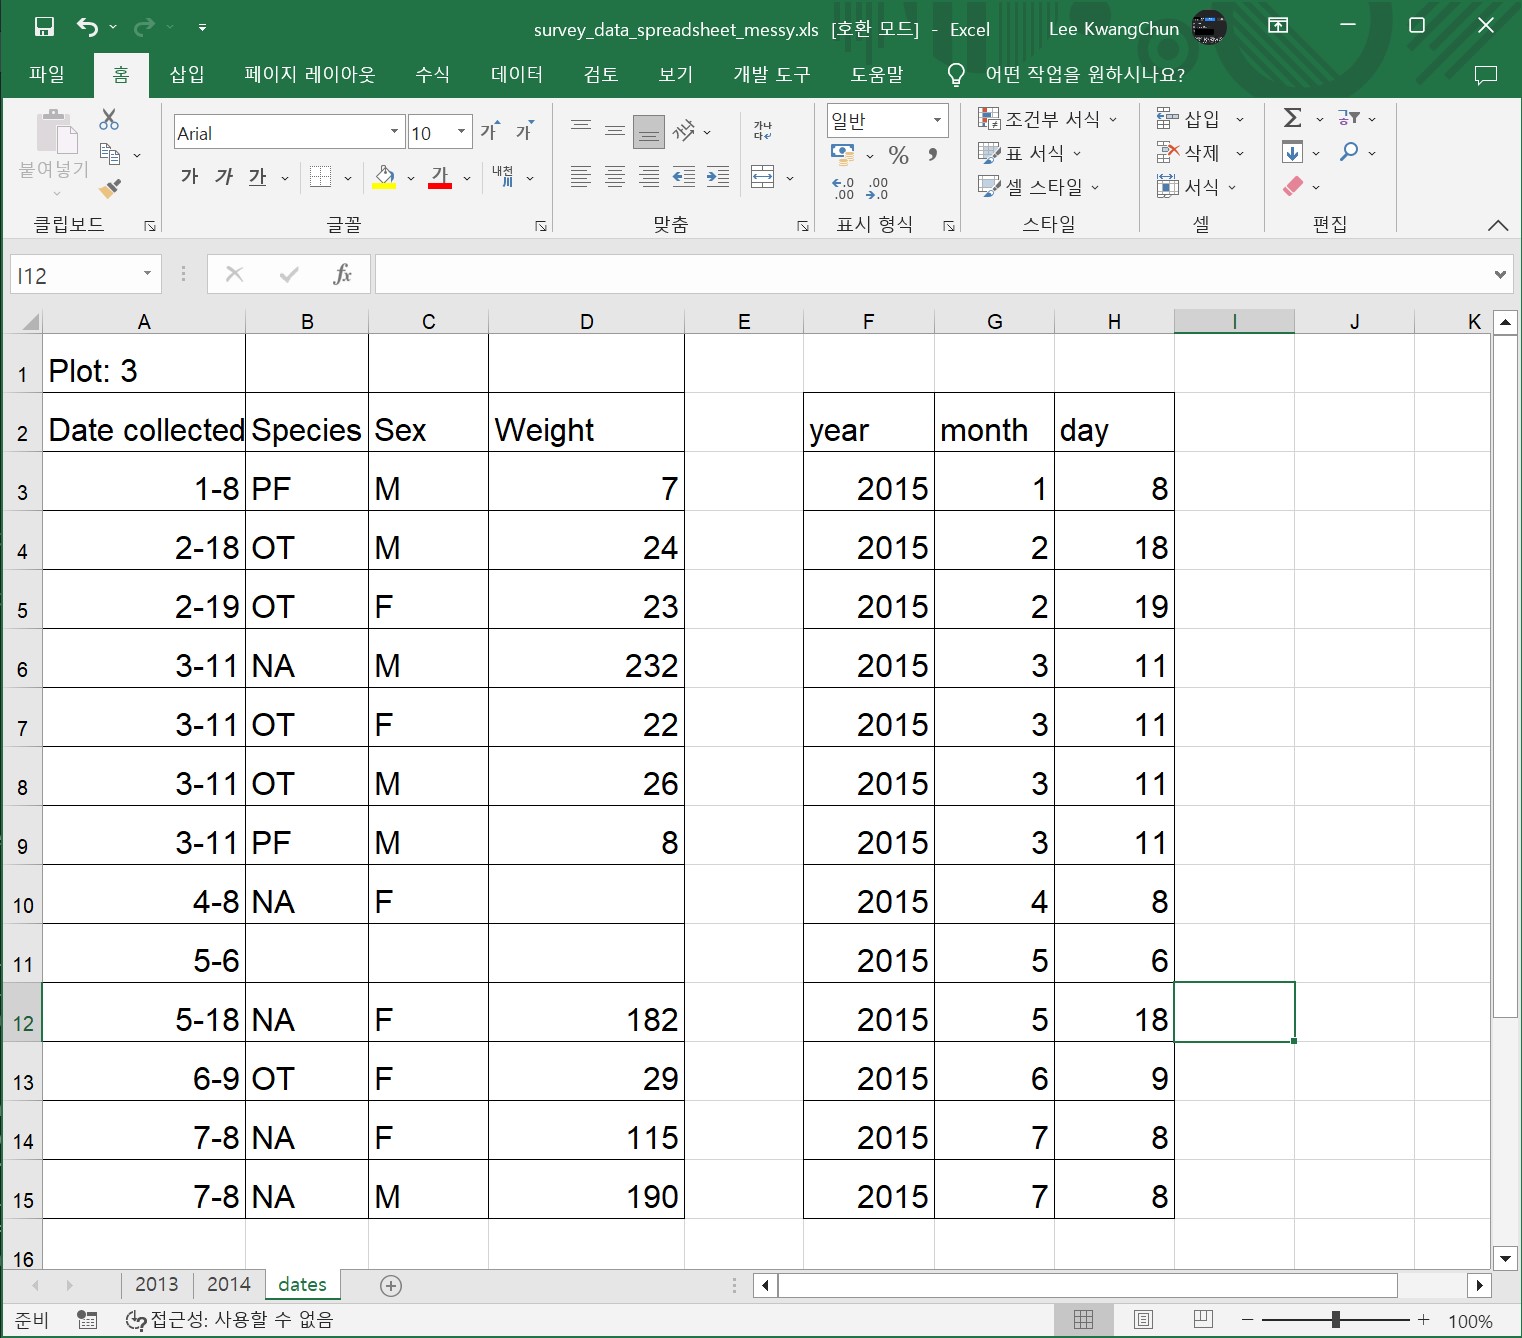 survey_data_spreadsheet_messy.xls [호환 모드] - Excel Lee KwangChun
파일 홈 삽입 페이지 레이아웃 수식 데이터 검토 보기 개발 도구 도움말 어떤 작업을 원하시나요?
붙여넣기
클립보드
Arial 10 가 가
가 가 가 가 내천
글꼴
가나
다
맞춤
일반
% ,
←.0 .00
.00 →.0
표시 형식
조건부 서식
표 서식
셀 스타일
스타일
삽입
삭제
서식
셀
Σ
편집
I12 fx
A B C D E F G H I J K
1 Plot: 3
2 Date collected Species Sex Weight year month day
3 1-8 PF M 7 2015 1 8
4 2-18 OT M 24 2015 2 18
5 2-19 OT F 23 2015 2 19
6 3-11 NA M 232 2015 3 11
7 3-11 OT F 22 2015 3 11
8 3-11 OT M 26 2015 3 11
9 3-11 PF M 8 2015 3 11
10 4-8 NA F 2015 4 8
11 5-6 2015 5 6
12 5-18 NA F 182 2015 5 18
13 6-9 OT F 29 2015 6 9
14 7-8 NA F 115 2015 7 8
15 7-8 NA M 190 2015 7 8
16
2013 2014 dates
준비 접근성: 사용할 수 없음 100%